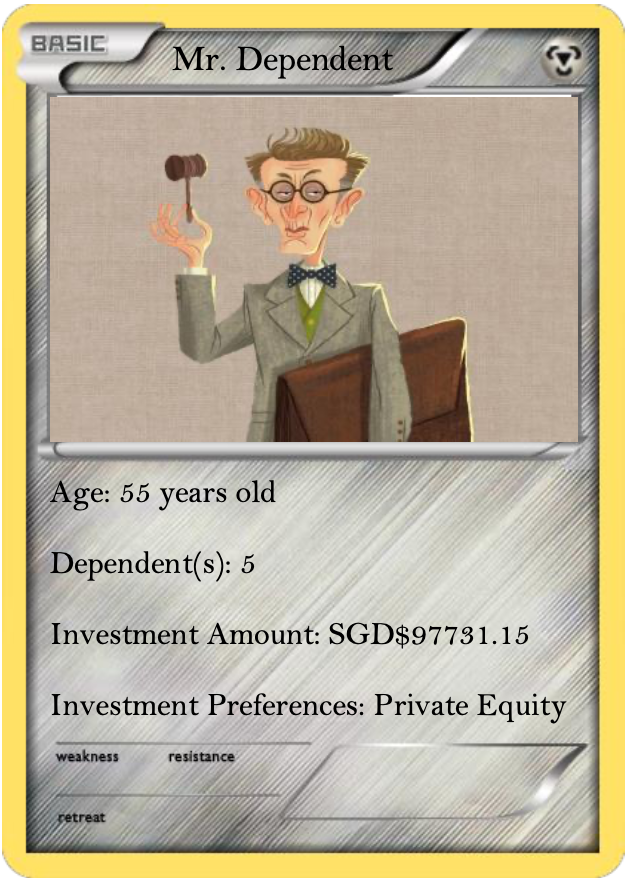 BASIC
Mr. Dependent
Age: 55 years old
Dependent(s): 5
Investment Amount: SGD$97731.15
Investment Preferences: Private Equity
weakness resistance
retreat